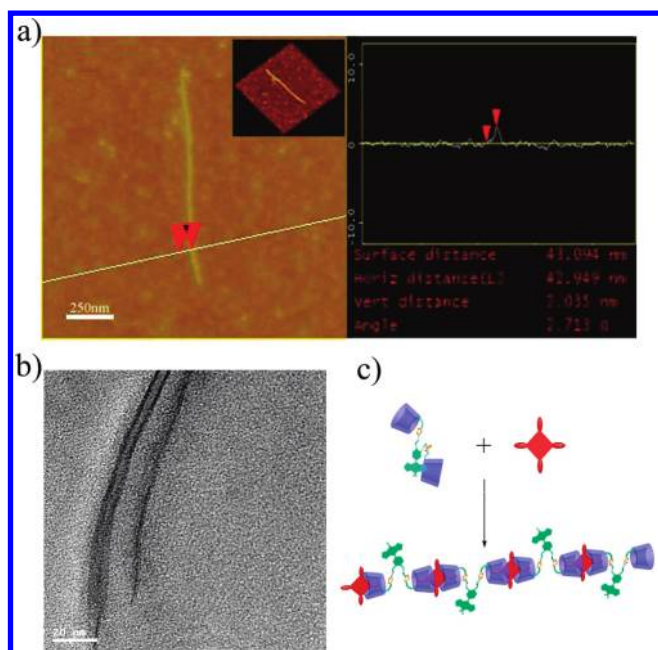 a)
10.0
0
-10.0
250nm
Surface distance 43.094 nm
Horiz distance(L) 42.949 nm
Vert distance 2.035 nm
Angle 2.713
b)
20 nm
c)
+